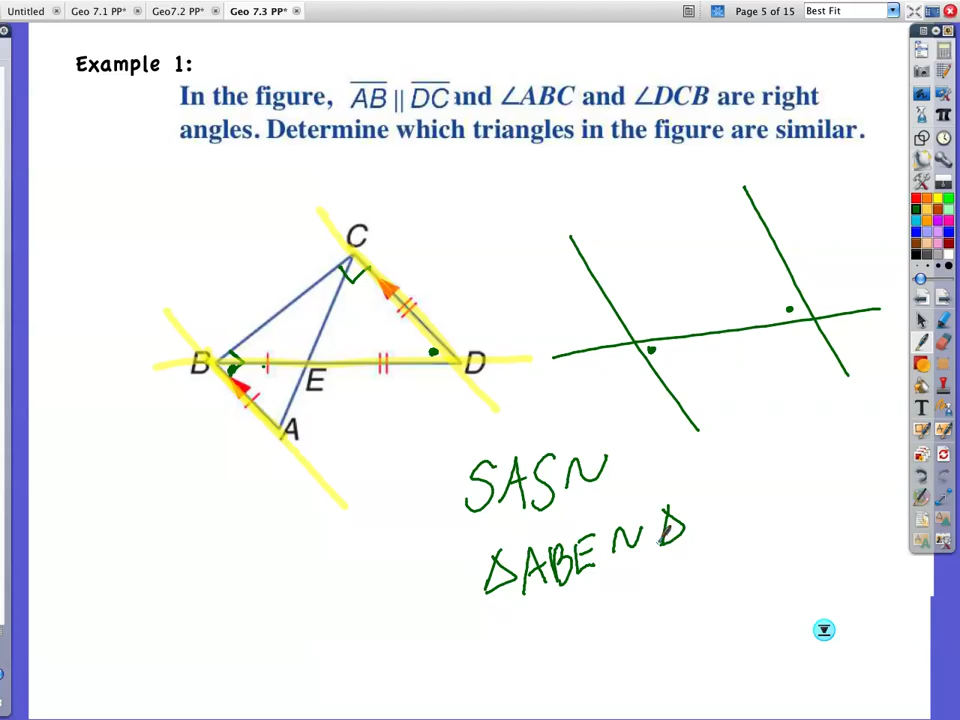 Untitled Geo 7.1 PP* Geo7.2 PP* Geo 7.3 PP* Page 5 of 15 Best Fit
Example 1:
In the figure, AB || DC and ∠ABC and ∠DCB are right
angles. Determine which triangles in the figure are similar.
C
B
D
E
A
SAS~
△ABE ~ △
T